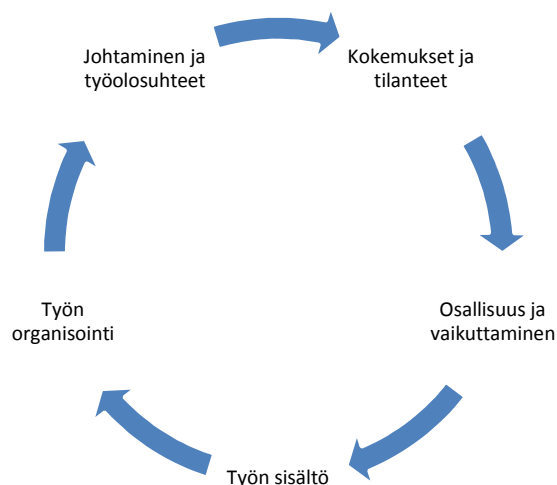 Johtaminen ja
työolosuhteet
Kokemukset ja
tilanteet
Osallisuus ja
vaikuttaminen
Työn sisältö
Työn
organisointi